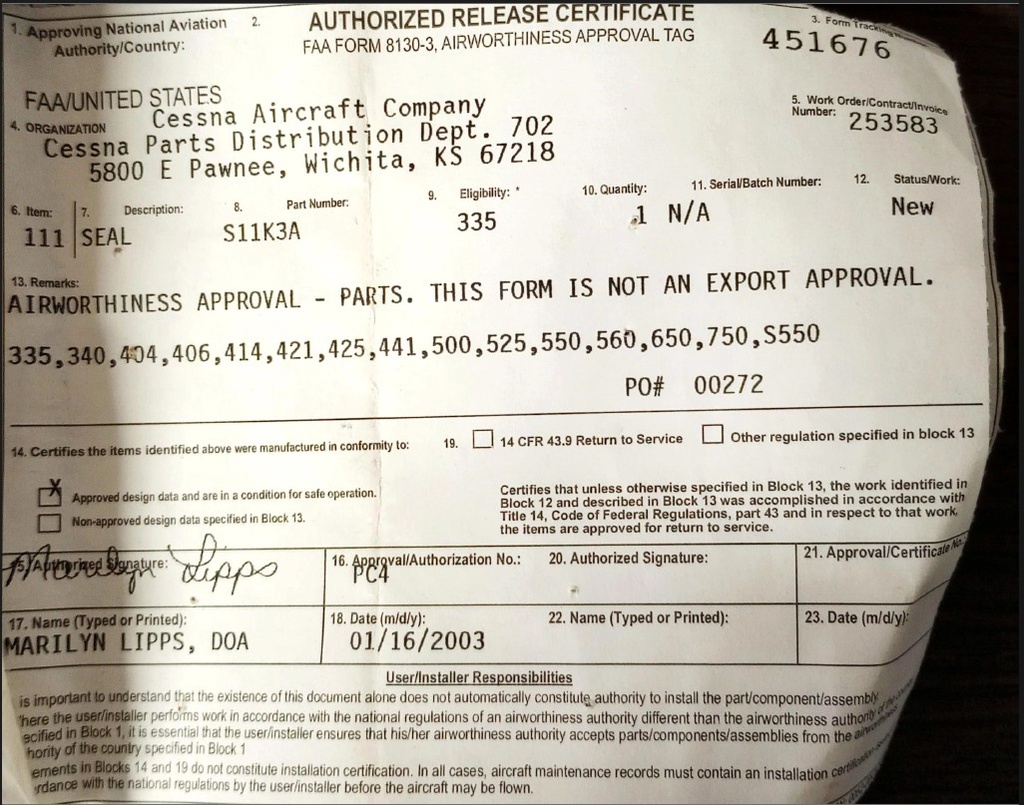 1. Approving National Aviation Authority/Country:
2.
AUTHORIZED RELEASE CERTIFICATE
FAA FORM 8130-3, AIRWORTHINESS APPROVAL TAG
3. Form Tracking
451676
FAA/UNITED STATES
4. ORGANIZATION
Cessna Aircraft Company
Cessna Parts Distribution Dept. 702
5800 E Pawnee, Wichita, KS 67218
5. Work Order/Contract/Invoice
Number: 253583
6. Item: 7. Description: 8. Part Number: 9. Eligibility: * 10. Quantity: 11. Serial/Batch Number: 12. Status/Work:
111 SEAL S11K3A 335 1 N/A New
13. Remarks:
AIRWORTHINESS APPROVAL - PARTS. THIS FORM IS NOT AN EXPORT APPROVAL.
335,340,404,406,414,421,425,441,500,525,550,560,650,750,S550
PO# 00272
14. Certifies the items identified above were manufactured in conformity to:
X Approved design data and are in a condition for safe operation.
Non-approved design data specified in Block 13.
19. 14 CFR 43.9 Return to Service Other regulation specified in block 13
Certifies that unless otherwise specified in Block 13, the work identified in
Block 12 and described in Block 13 was accomplished in accordance with
Title 14, Code of Federal Regulations, part 43 and in respect to that work,
the items are approved for return to service.
15. Authorized Signature:
Marilyn Lipps
16. Approval/Authorization No.:
PC4
20. Authorized Signature:
21. Approval/Certificate No.:
17. Name (Typed or Printed):
MARILYN LIPPS, DOA
18. Date (m/d/y):
01/16/2003
22. Name (Typed or Printed):
23. Date (m/d/y):
User/Installer Responsibilities
is important to understand that the existence of this document alone does not automatically constitute authority to install the part/component/assembly.
here the user/installer performs work in accordance with the national regulations of an airworthiness authority different than the airworthiness authority of the
ecified in Block 1, it is essential that the user/installer ensures that his/her airworthiness authority accepts parts/components/assemblies from the
hority of the country specified in Block 1
ements in Blocks 14 and 19 do not constitute installation certification. In all cases, aircraft maintenance records must contain an installation
rdance with the national regulations by the user/installer before the aircraft may be flown.